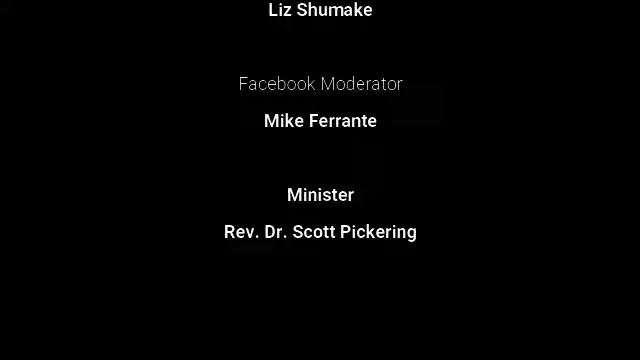 Liz Shumake
Facebook Moderator
Mike Ferrante
Minister
Rev. Dr. Scott Pickering